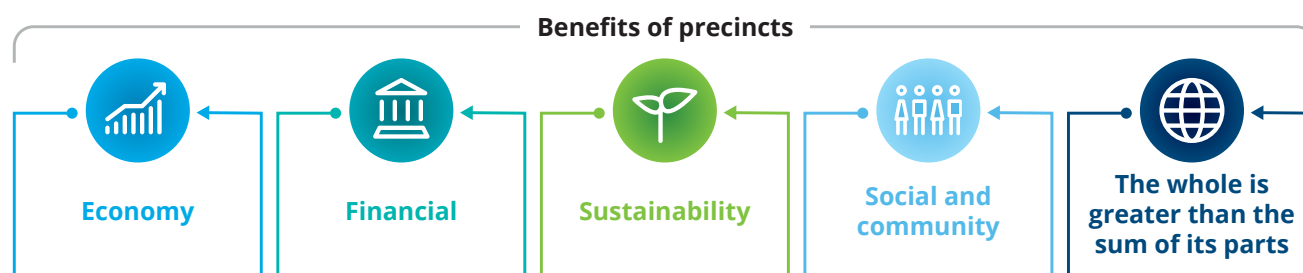 Benefits of precincts
Economy
Financial
Sustainability
Social and
community
The whole is
greater than the
sum of its parts